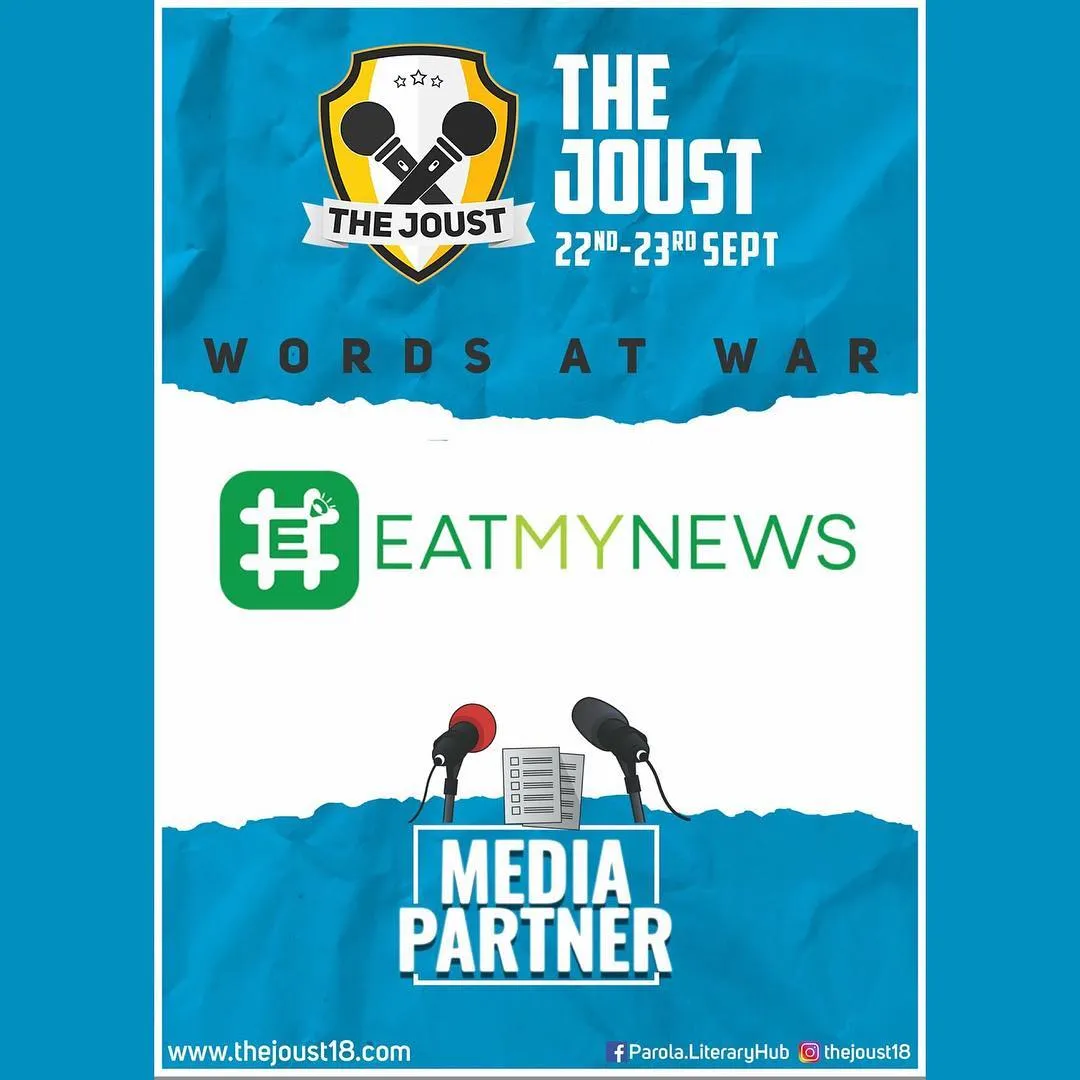 THE JOUST
THE
JOUST
22ND-23RD SEPT
WORDS AT WAR
E
EATMYNEWS
MEDIA
PARTNER
www.thejoust18.com
Parola.LiteraryHub thejoust18